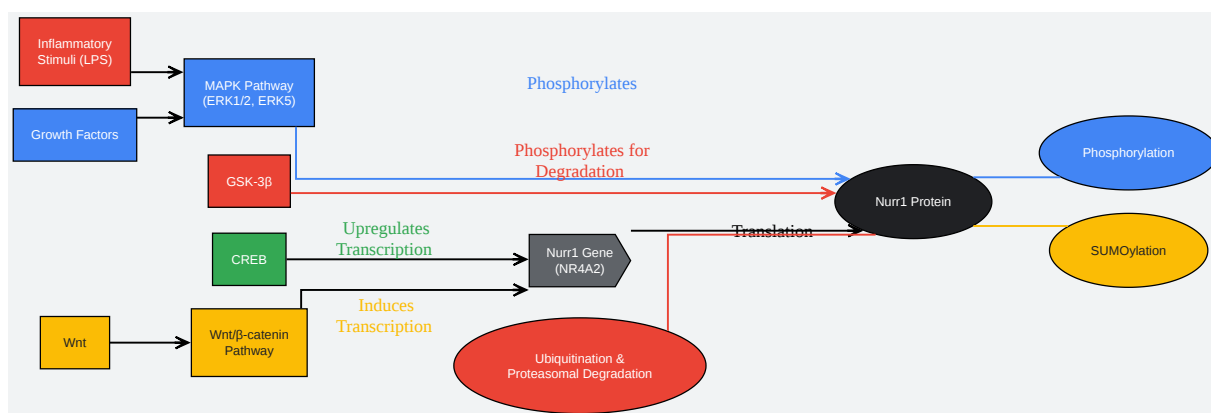 Inflammatory
Stimuli (LPS)
MAPK Pathway
(ERK1/2, ERK5)
Phosphorylates
Growth Factors
Phosphorylates for
Degradation
Phosphorylation
GSK-3β
Nurr1 Protein
Upregulates
Transcription
Translation
CREB
Nurr1 Gene
(NR4A2)
SUMOylation
Induces
Transcription
Wnt
Wnt/β-catenin
Pathway
Ubiquitination &
Proteasomal Degradation